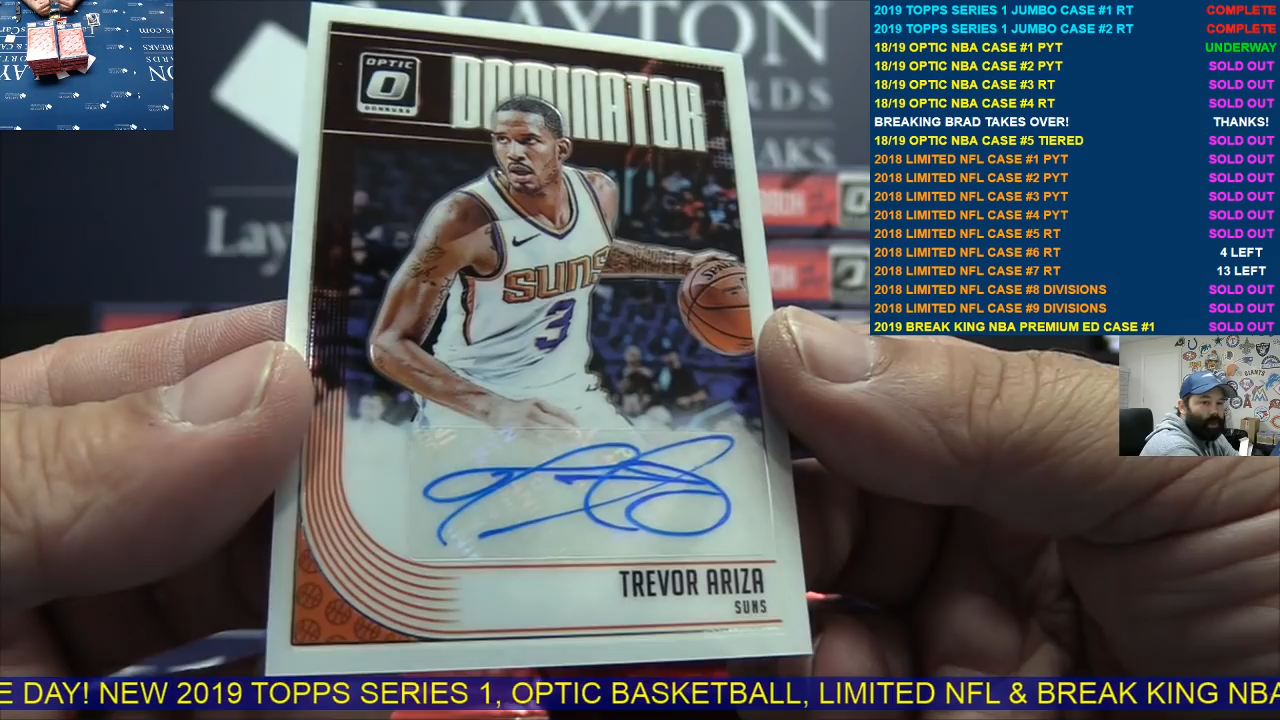 2019 TOPPS SERIES 1 JUMBO CASE #1 RT COMPLETE
2019 TOPPS SERIES 1 JUMBO CASE #2 RT COMPLETE
18/19 OPTIC NBA CASE #1 PYT UNDERWAY
18/19 OPTIC NBA CASE #2 PYT SOLD OUT
18/19 OPTIC NBA CASE #3 RT SOLD OUT
18/19 OPTIC NBA CASE #4 RT SOLD OUT
BREAKING BRAD TAKES OVER! THANKS!
18/19 OPTIC NBA CASE #5 TIERED SOLD OUT
2018 LIMITED NFL CASE #1 PYT SOLD OUT
2018 LIMITED NFL CASE #2 PYT SOLD OUT
2018 LIMITED NFL CASE #3 PYT SOLD OUT
2018 LIMITED NFL CASE #4 PYT SOLD OUT
2018 LIMITED NFL CASE #5 RT SOLD OUT
2018 LIMITED NFL CASE #6 RT 4 LEFT
2018 LIMITED NFL CASE #7 RT 13 LEFT
2018 LIMITED NFL CASE #8 DIVISIONS SOLD OUT
2018 LIMITED NFL CASE #9 DIVISIONS SOLD OUT
2019 BREAK KING NBA PREMIUM ED CASE #1 SOLD OUT
LAYTON
OPTIC
DONRUSS
DOMINATOR
SUNS
3
SPALDING
TREVOR ARIZA
SUNS
E DAY! NEW 2019 TOPPS SERIES 1, OPTIC BASKETBALL, LIMITED NFL & BREAK KING NBA